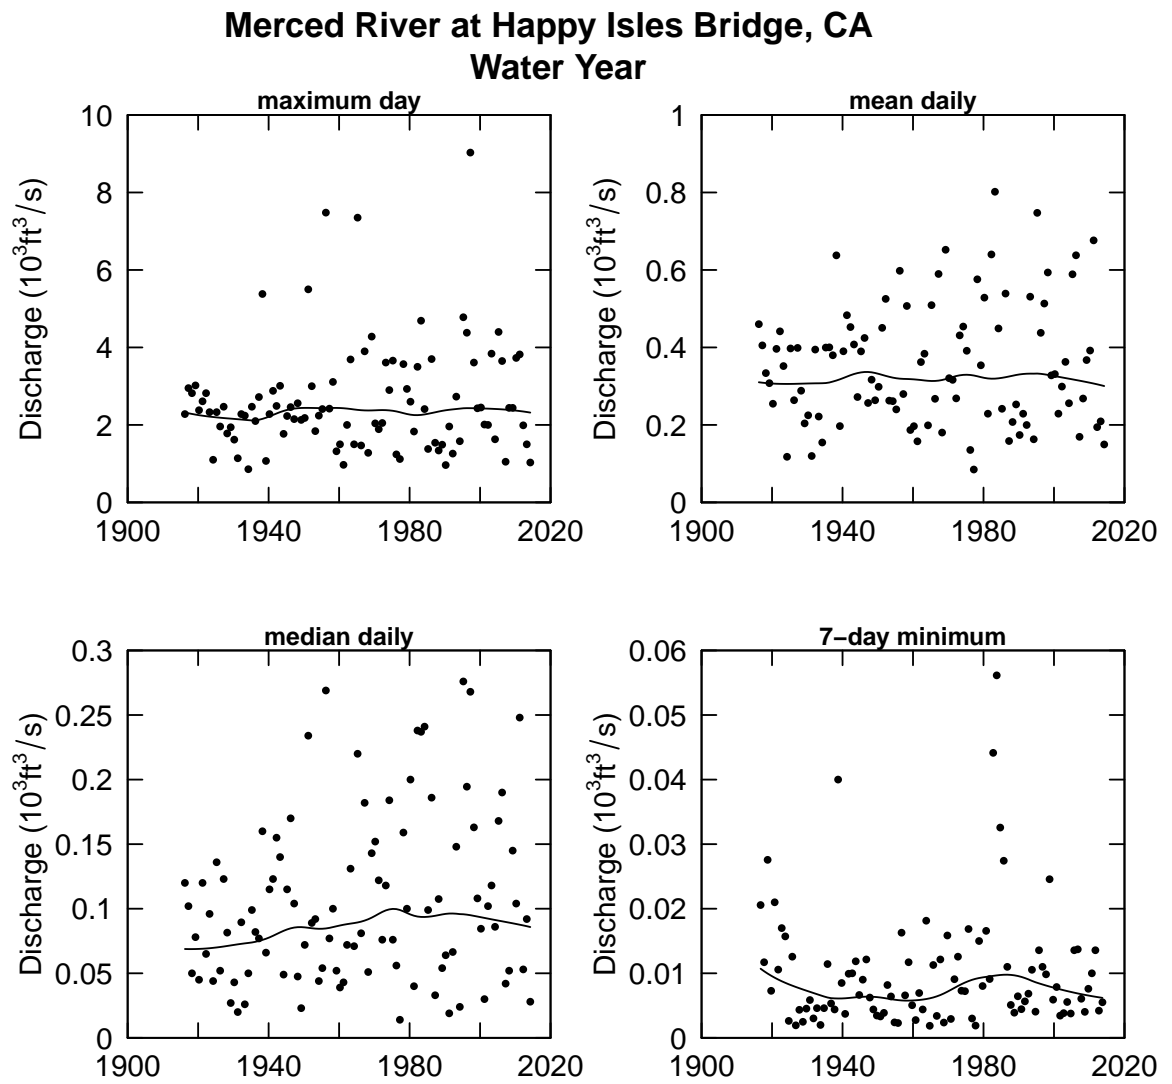 Merced River at Happy Isles Bridge, CA
Water Year
maximum day
Discharge (10³ft³/s)
10
8
6
4
2
0
1900 1940 1980 2020
mean daily
Discharge (10³ft³/s)
1
0.8
0.6
0.4
0.2
0
1900 1940 1980 2020
median daily
Discharge (10³ft³/s)
0.3
0.25
0.2
0.15
0.1
0.05
0
1900 1940 1980 2020
7−day minimum
Discharge (10³ft³/s)
0.06
0.05
0.04
0.03
0.02
0.01
0
1900 1940 1980 2020